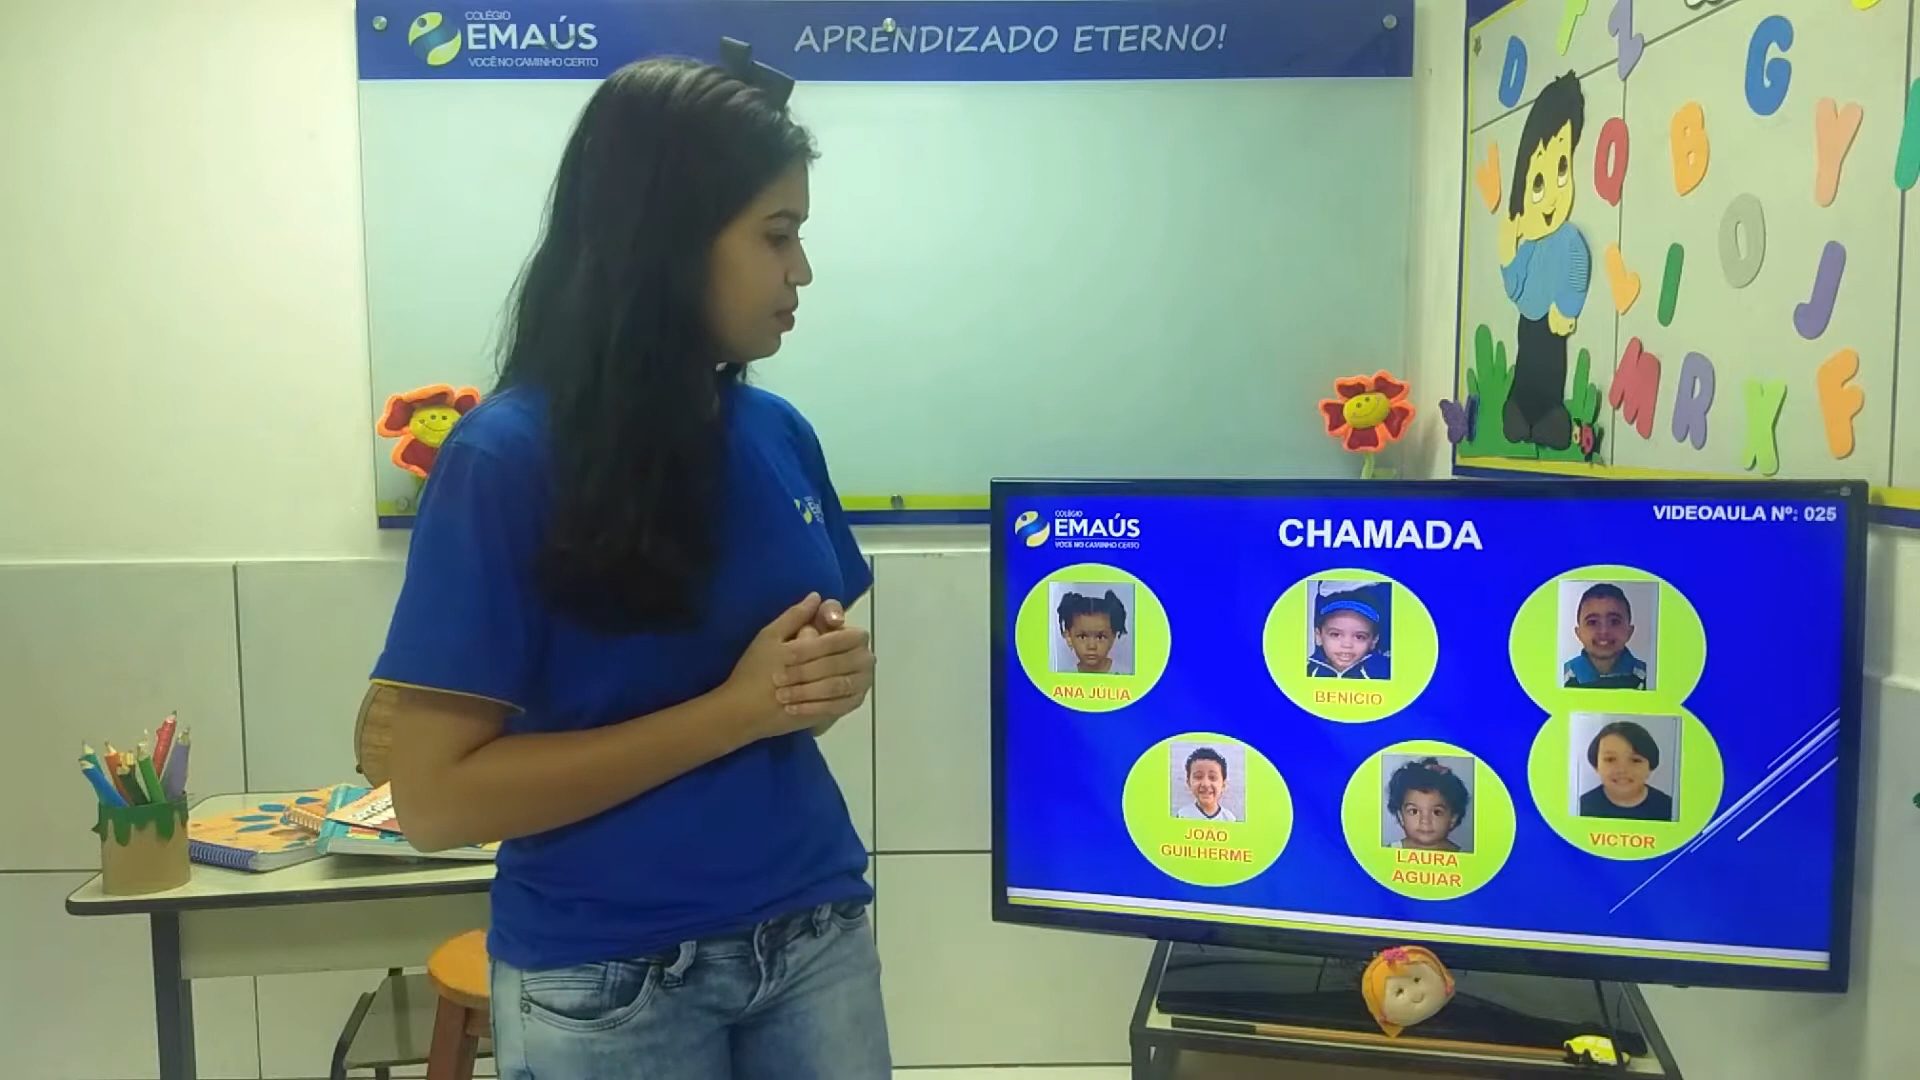 COLÉGIO
EMAÚS
VOCÊ NO CAMINHO CERTO
APRENDIZADO ETERNO!
D
Z
G
V
Q
B
Y
L
I
O
J
M
R
X
F
COLÉGIO
EMAÚS
VOCÊ NO CAMINHO CERTO
CHAMADA
VIDEOAULA Nº: 025
ANA JÚLIA
BENÍCIO
JOÃO
GUILHERME
LAURA
AGUIAR
VICTOR